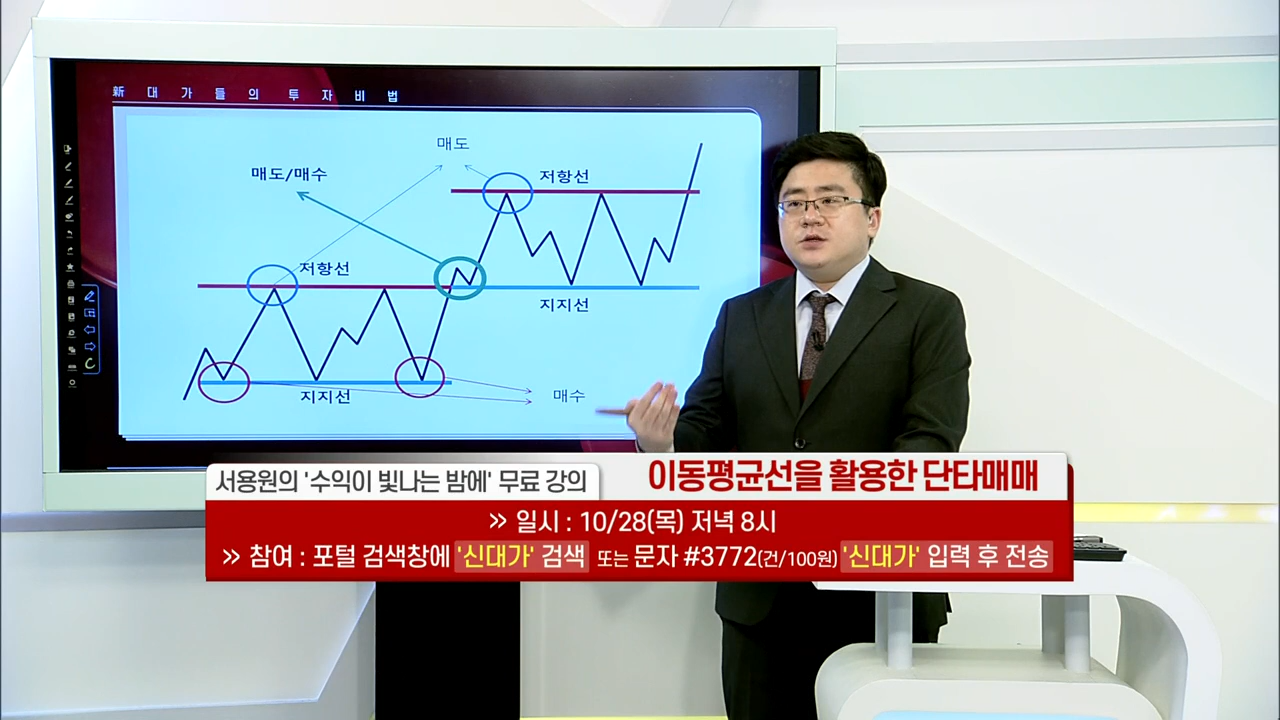 新 대 가 들 의 투 자 비 법
매도
매도/매수
저항선
저항선
지지선
지지선
매수
서용원의 '수익이 빛나는 밤에' 무료 강의
이동평균선을 활용한 단타매매
>> 일시 : 10/28(목) 저녁 8시
>> 참여 : 포털 검색창에 '신대가' 검색 또는 문자 #3772(건/100원) '신대가' 입력 후 전송